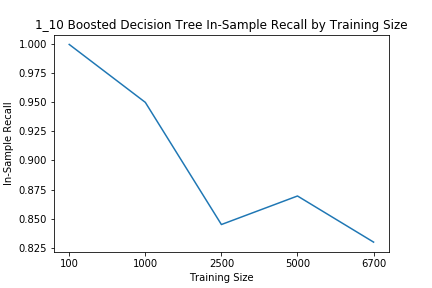 1_10 Boosted Decision Tree In-Sample Recall by Training Size
1.000
0.975
0.950
0.925
0.900
0.875
0.850
0.825
In-Sample Recall
100 1000 2500 5000 6700
Training Size